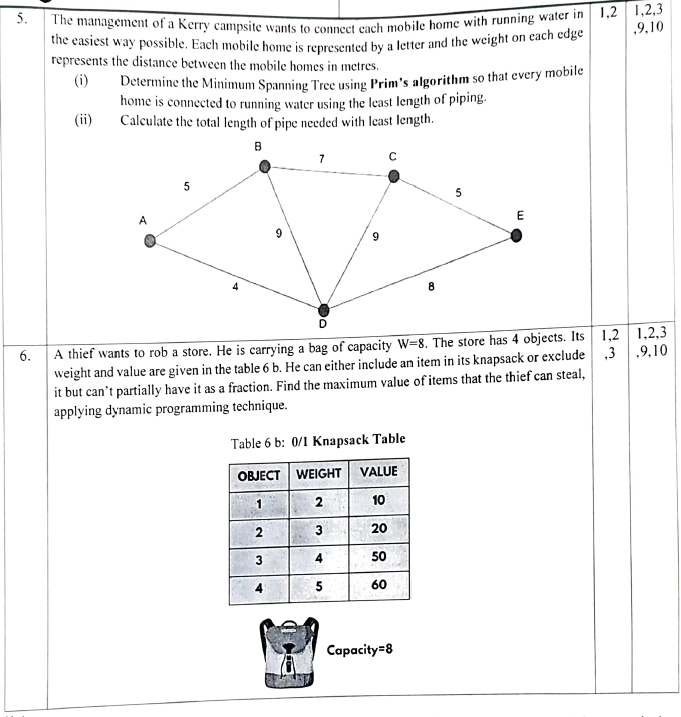 5. The management of a Kerry campsite wants to connect each mobile home with running water in 1,2 1,2,3
the easiest way possible. Each mobile home is represented by a letter and the weight on each edge ,9,10
represents the distance between the mobile homes in metres.
(i) Determine the Minimum Spanning Tree using Prim's algorithm so that every mobile
home is connected to running water using the least length of piping.
(ii) Calculate the total length of pipe needed with least length.
B
7
C
5
5
A
E
9
9
4
8
D
6. A thief wants to rob a store. He is carrying a bag of capacity W=8. The store has 4 objects. Its 1,2 1,2,3
weight and value are given in the table 6 b. He can either include an item in its knapsack or exclude ,3 ,9,10
it but can't partially have it as a fraction. Find the maximum value of items that the thief can steal,
applying dynamic programming technique.
Table 6 b: 0/1 Knapsack Table
OBJECT WEIGHT VALUE
1 2 10
2 3 20
3 4 50
4 5 60
Capacity=8